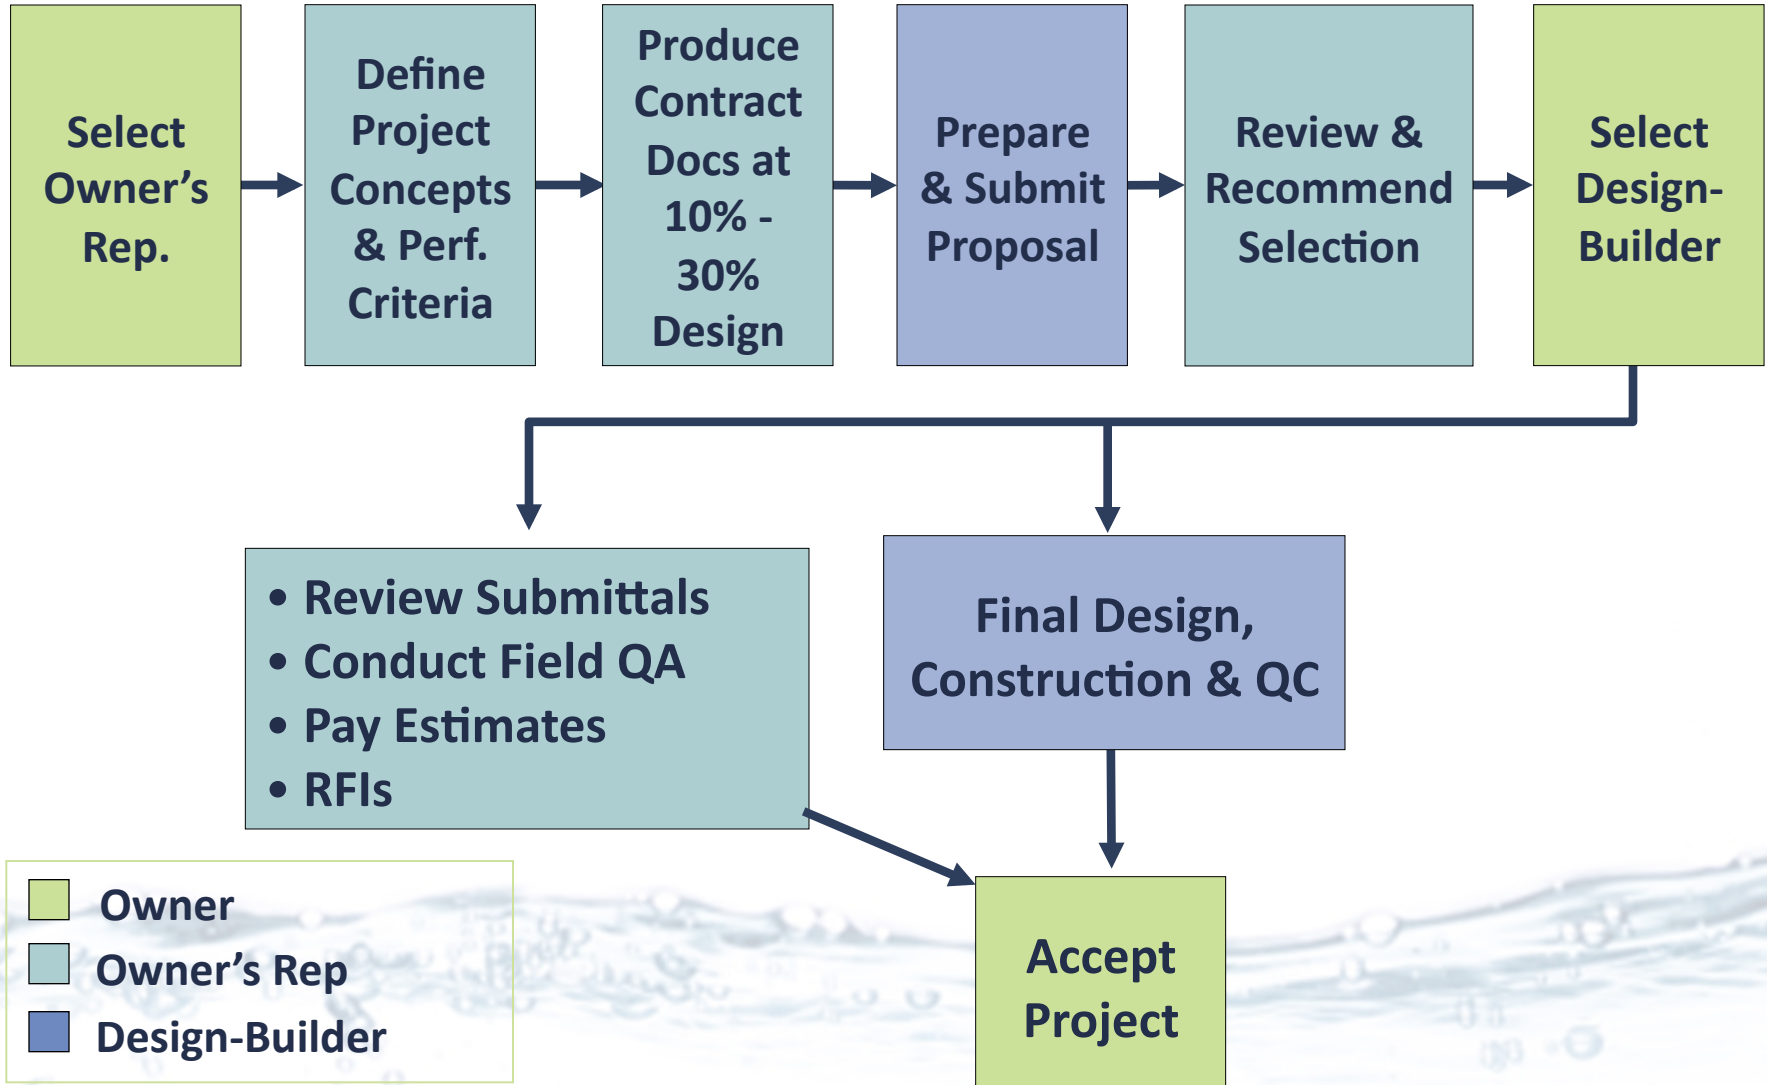 Select
Owner’s
Rep.
Define
Project
Concepts
& Perf.
Criteria
Produce
Contract
Docs at
10% -
30%
Design
Prepare
& Submit
Proposal
Review &
Recommend
Selection
Select
Design-
Builder
• Review Submittals
• Conduct Field QA
• Pay Estimates
• RFIs
Final Design,
Construction & QC
Accept
Project
Owner
Owner’s Rep
Design-Builder